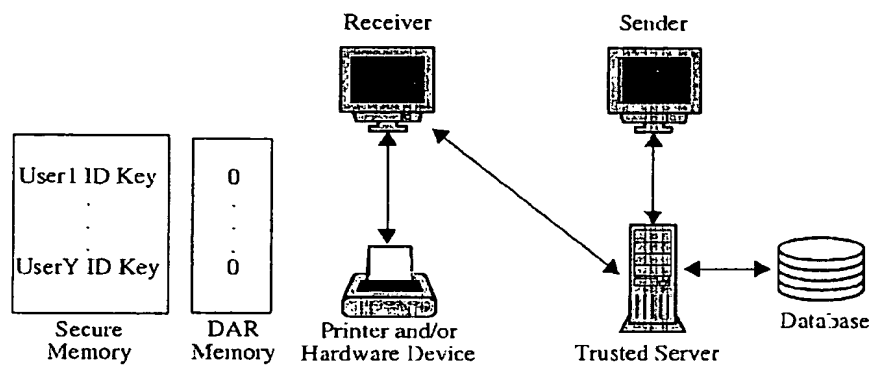 Receiver
Sender
User1 ID Key
0
.
.
.
.
.
.
UserY ID Key
0
Secure
Memory
DAR
Memory
Printer and/or
Hardware Device
Trusted Server
Database